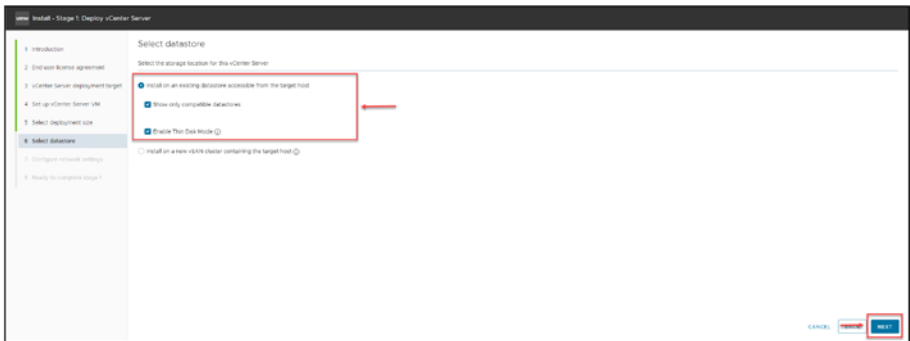 vmw Install - Stage 1: Deploy vCenter Server
1 Introduction
2 End user license agreement
3 vCenter Server deployment target
4 Set up vCenter Server VM
5 Select deployment size
6 Select datastore
7 Configure network settings
8 Ready to complete stage 1
Select datastore
Select the storage location for this vCenter Server
Install on an existing datastore accessible from the target host
Show only compatible datastores
Enable Thin Disk Mode
Install on a new vSAN cluster containing the target host
CANCEL
NEXT